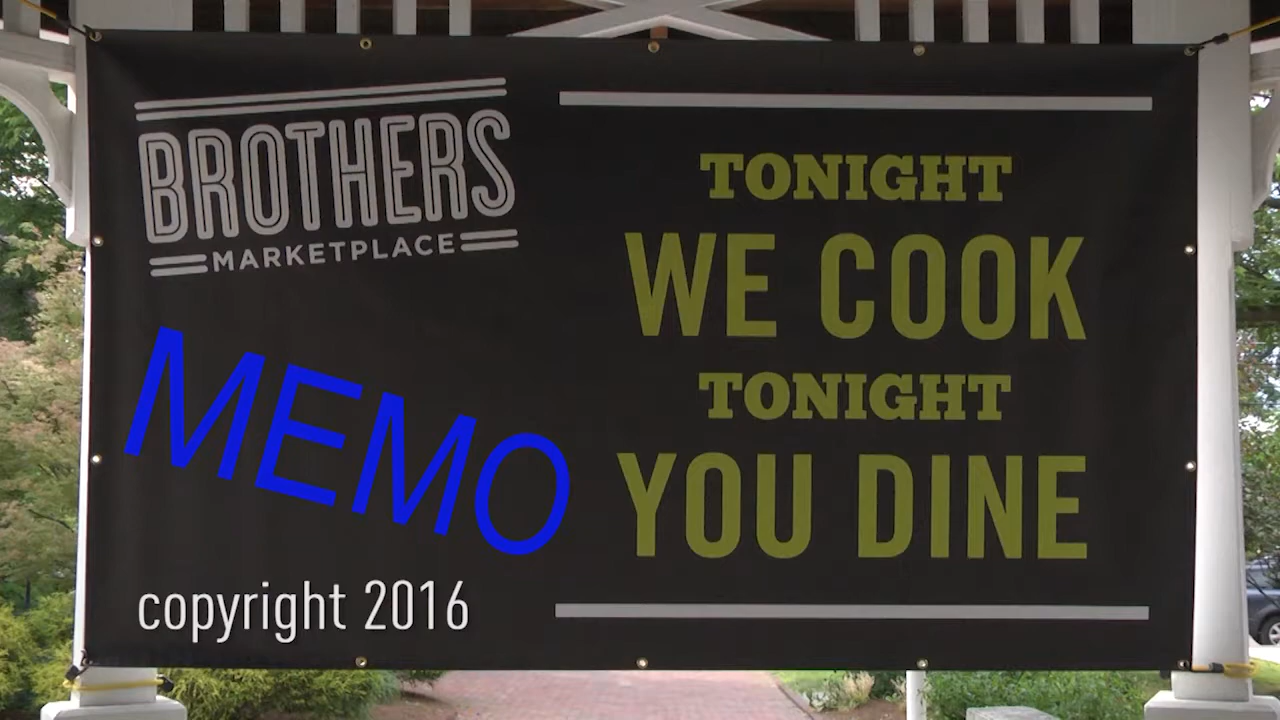 BROTHERS
MARKETPLACE
MEMO
copyright 2016
TONIGHT
WE COOK
TONIGHT
YOU DINE